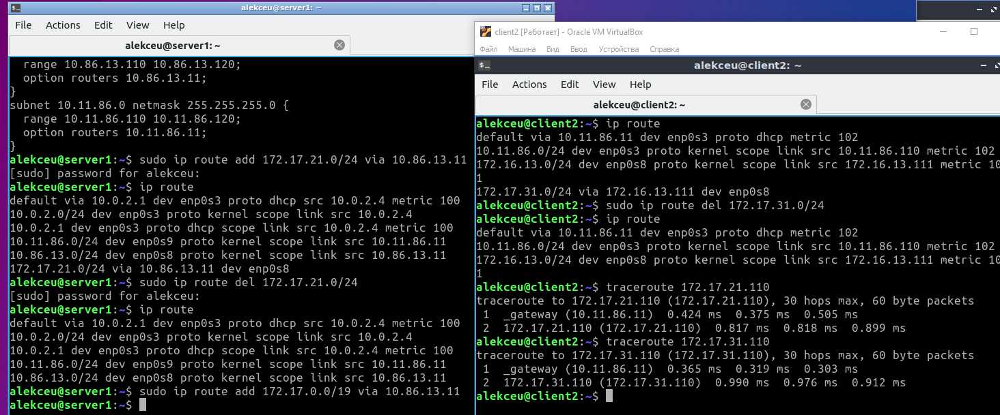 alekceu@server1: ~
File Actions Edit View Help
alekceu@server1: ~
range 10.86.13.110 10.86.13.120;
option routers 10.86.13.11;
}
subnet 10.11.86.0 netmask 255.255.255.0 {
range 10.11.86.110 10.11.86.120;
option routers 10.11.86.11;
}
alekceu@server1:~$ sudo ip route add 172.17.21.0/24 via 10.86.13.11
[sudo] password for alekceu:
alekceu@server1:~$ ip route
default via 10.0.2.1 dev enp0s3 proto dhcp src 10.0.2.4 metric 100
10.0.2.0/24 dev enp0s3 proto kernel scope link src 10.0.2.4
10.0.2.1 dev enp0s3 proto dhcp scope link src 10.0.2.4 metric 100
10.11.86.0/24 dev enp0s9 proto kernel scope link src 10.11.86.11
10.86.13.0/24 dev enp0s8 proto kernel scope link src 10.86.13.11
172.17.21.0/24 via 10.86.13.11 dev enp0s8
alekceu@server1:~$ sudo ip route del 172.17.21.0/24
[sudo] password for alekceu:
alekceu@server1:~$ ip route
default via 10.0.2.1 dev enp0s3 proto dhcp src 10.0.2.4 metric 100
10.0.2.0/24 dev enp0s3 proto kernel scope link src 10.0.2.4
10.0.2.1 dev enp0s3 proto dhcp scope link src 10.0.2.4 metric 100
10.11.86.0/24 dev enp0s9 proto kernel scope link src 10.11.86.11
10.86.13.0/24 dev enp0s8 proto kernel scope link src 10.86.13.11
alekceu@server1:~$ sudo ip route add 172.17.0.0/19 via 10.86.13.11
alekceu@server1:~$
client2 [Работает] - Oracle VM VirtualBox
Файл Машина Вид Ввод Устройства Справка
$_
alekceu@client2: ~
File Actions Edit View Help
alekceu@client2: ~
alekceu@client2:~$ ip route
default via 10.11.86.11 dev enp0s3 proto dhcp metric 102
10.11.86.0/24 dev enp0s3 proto kernel scope link src 10.11.86.110 metric 102
172.16.13.0/24 dev enp0s8 proto kernel scope link src 172.16.13.111 metric 10
1
172.17.31.0/24 via 172.16.13.111 dev enp0s8
alekceu@client2:~$ sudo ip route del 172.17.31.0/24
alekceu@client2:~$ ip route
default via 10.11.86.11 dev enp0s3 proto dhcp metric 102
10.11.86.0/24 dev enp0s3 proto kernel scope link src 10.11.86.110 metric 102
172.16.13.0/24 dev enp0s8 proto kernel scope link src 172.16.13.111 metric 10
1
alekceu@client2:~$ traceroute 172.17.21.110
traceroute to 172.17.21.110 (172.17.21.110), 30 hops max, 60 byte packets
1 _gateway (10.11.86.11) 0.424 ms 0.375 ms 0.505 ms
2 172.17.21.110 (172.17.21.110) 0.817 ms 0.818 ms 0.899 ms
alekceu@client2:~$ traceroute 172.17.31.110
traceroute to 172.17.31.110 (172.17.31.110), 30 hops max, 60 byte packets
1 _gateway (10.11.86.11) 0.365 ms 0.319 ms 0.303 ms
2 172.17.31.110 (172.17.31.110) 0.990 ms 0.976 ms 0.912 ms
alekceu@client2:~$